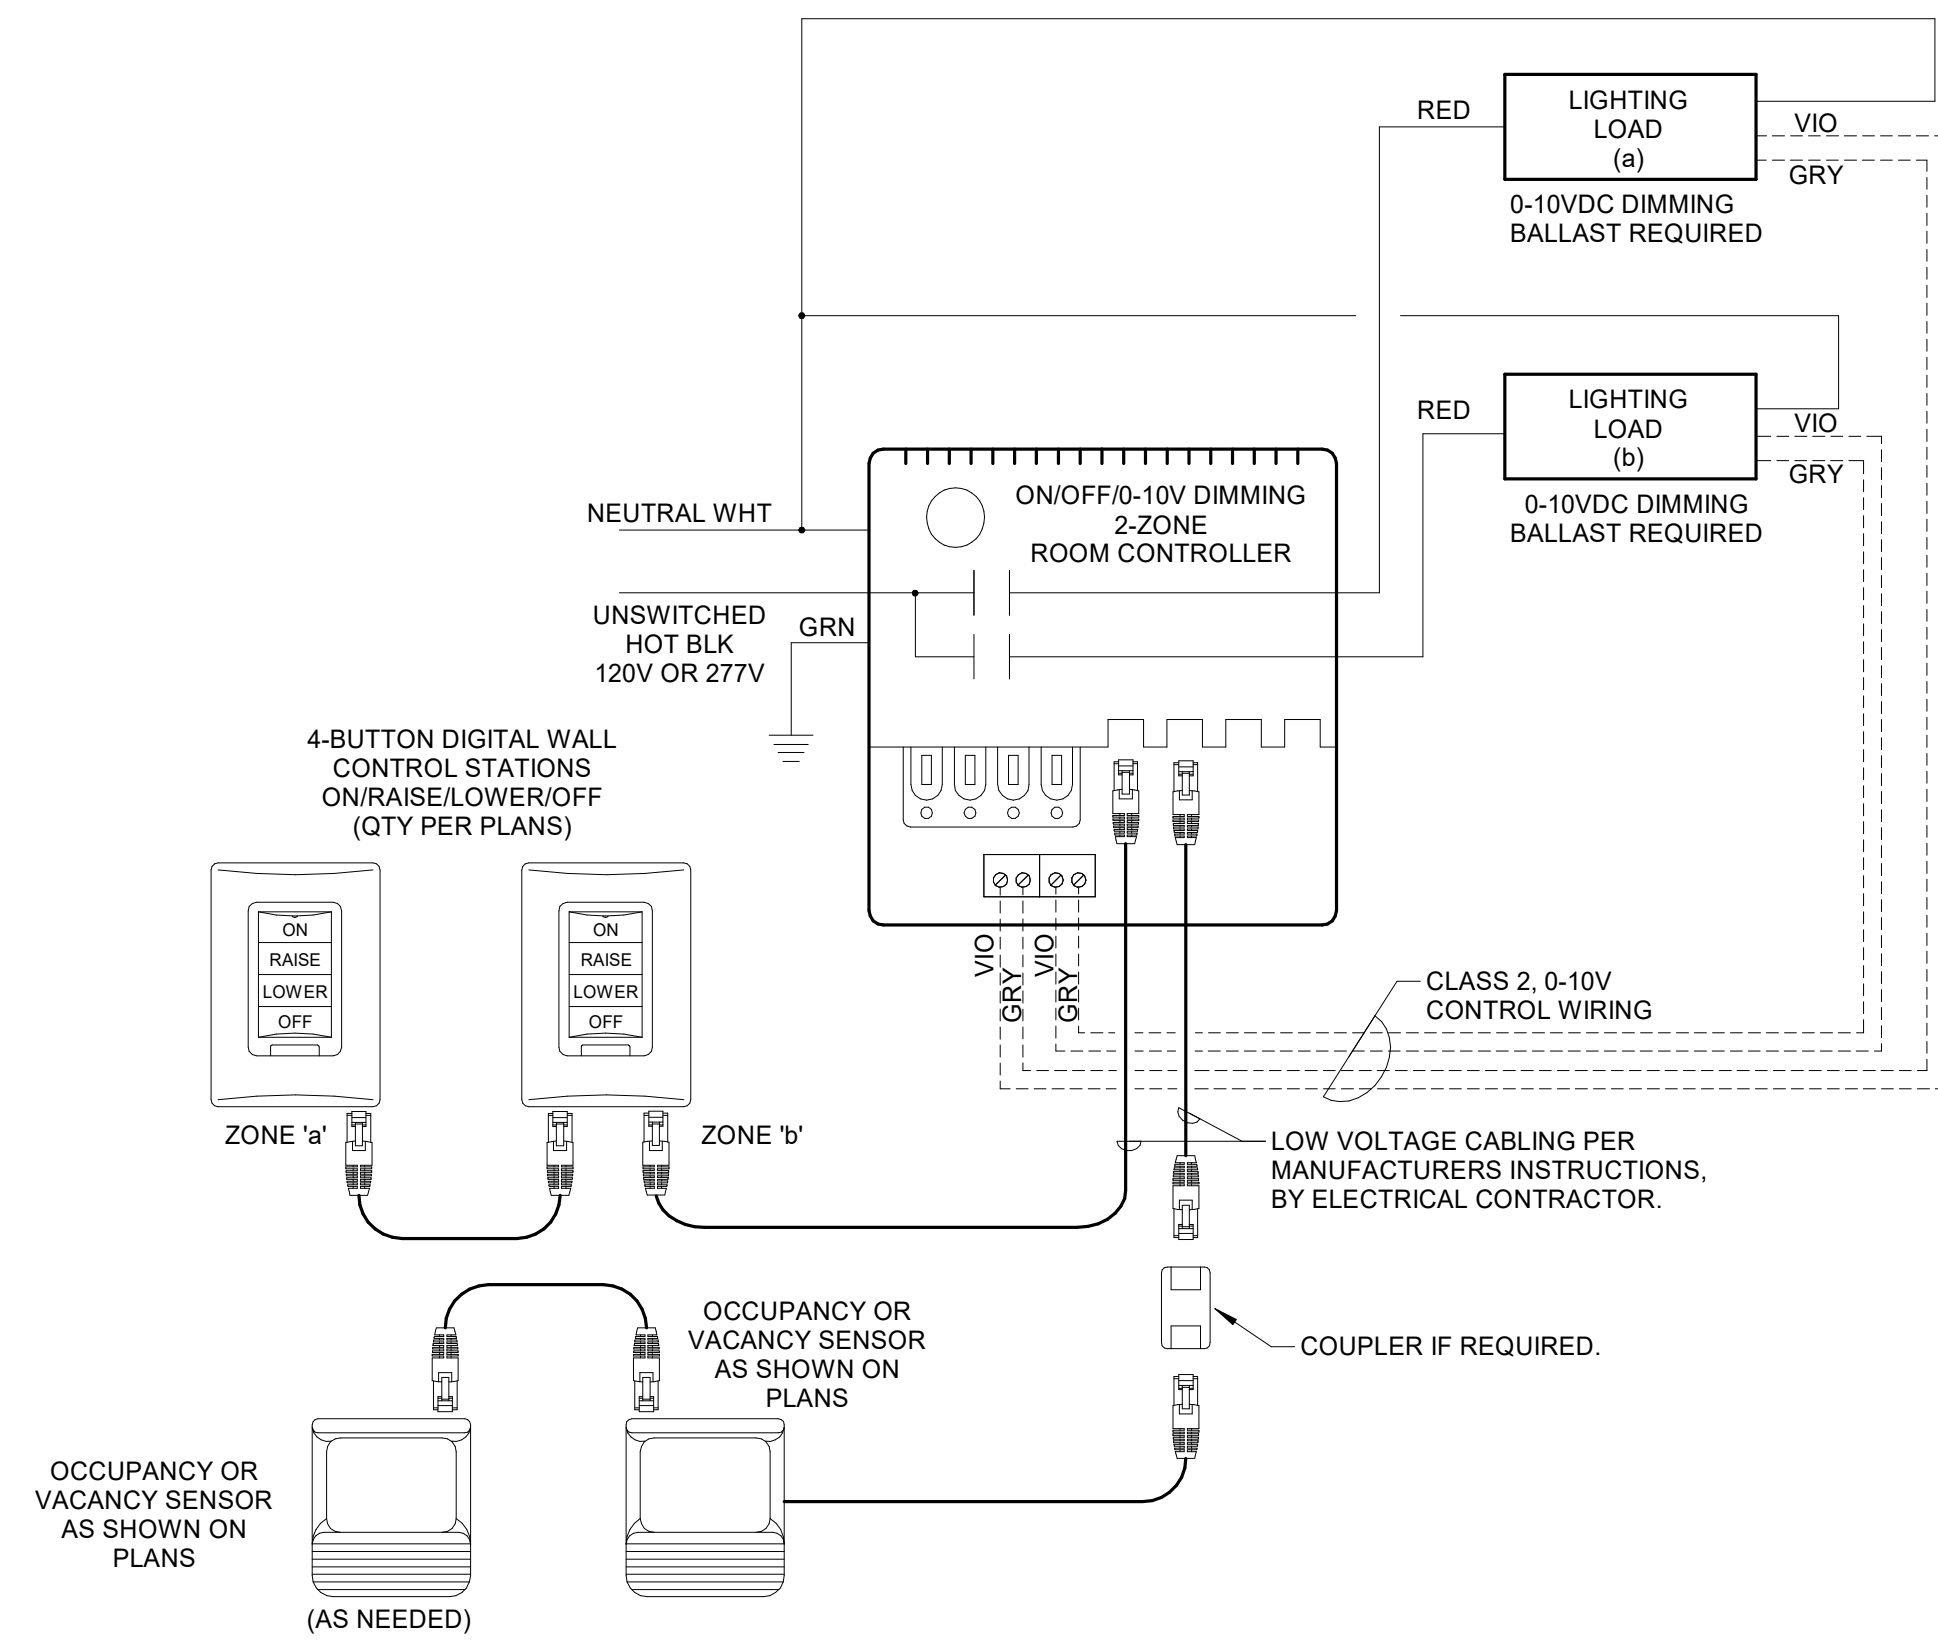 RED
LIGHTING
LOAD
(a)
VIO
GRY
0-10VDC DIMMING
BALLAST REQUIRED
RED
LIGHTING
LOAD
(b)
VIO
GRY
0-10VDC DIMMING
BALLAST REQUIRED
NEUTRAL WHT
ON/OFF/0-10V DIMMING
2-ZONE
ROOM CONTROLLER
UNSWITCHED
HOT BLK
120V OR 277V
GRN
4-BUTTON DIGITAL WALL
CONTROL STATIONS
ON/RAISE/LOWER/OFF
(QTY PER PLANS)
ON
RAISE
LOWER
OFF
ON
RAISE
LOWER
OFF
VIO
GRY
VIO
GRY
CLASS 2, 0-10V
CONTROL WIRING
ZONE 'a'
ZONE 'b'
LOW VOLTAGE CABLING PER
MANUFACTURERS INSTRUCTIONS,
BY ELECTRICAL CONTRACTOR.
OCCUPANCY OR
VACANCY SENSOR
AS SHOWN ON
PLANS
COUPLER IF REQUIRED.
OCCUPANCY OR
VACANCY SENSOR
AS SHOWN ON
PLANS
(AS NEEDED)